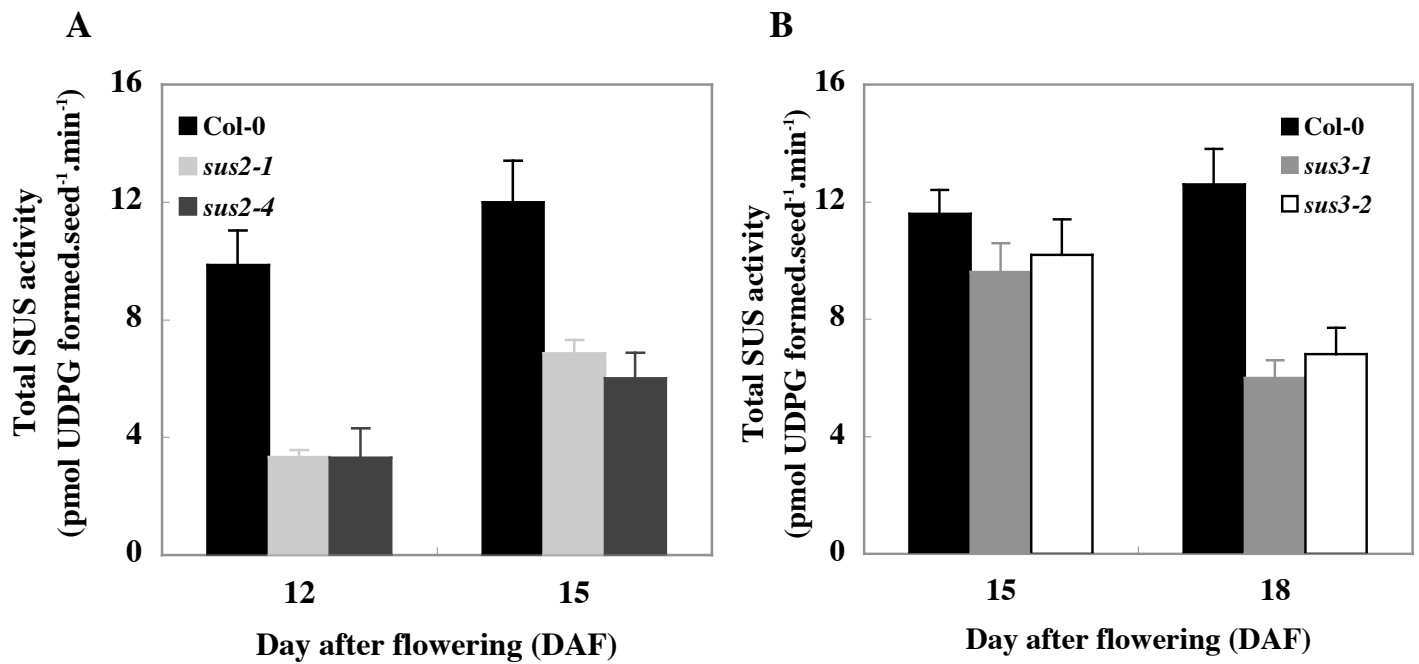 A
Total SUS activity
(pmol UDPG formed.seed⁻¹.min⁻¹)
16
12
8
4
0
Col-0
sus2-1
sus2-4
12
15
Day after flowering (DAF)
B
Total SUS activity
(pmol UDPG formed.seed⁻¹.min⁻¹)
16
12
8
4
0
Col-0
sus3-1
sus3-2
15
18
Day after flowering (DAF)